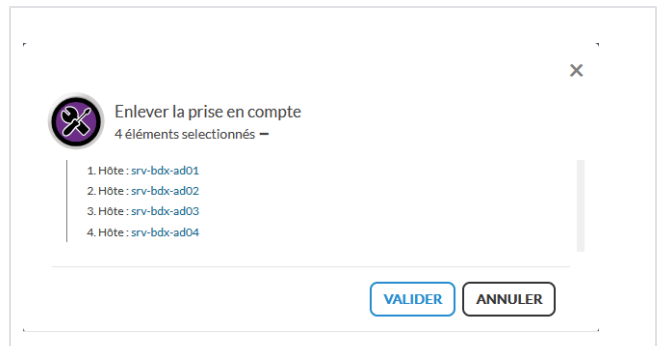 ×
Enlever la prise en compte
4 éléments selectionnés −
1. Hôte : srv-bdx-ad01
2. Hôte : srv-bdx-ad02
3. Hôte : srv-bdx-ad03
4. Hôte : srv-bdx-ad04
VALIDER ANNULER